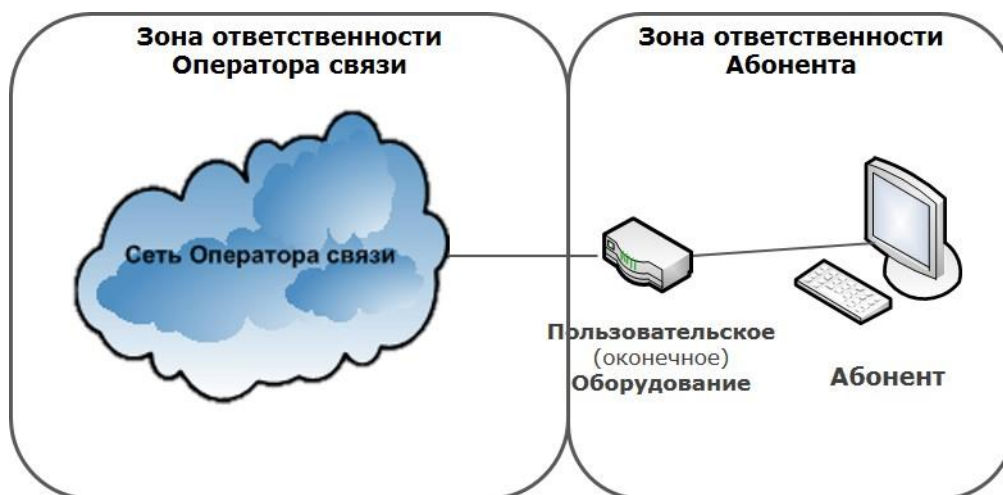 Зона ответственности
Оператора связи
Зона ответственности
Абонента
Сеть Оператора связи
Пользовательское
(оконечное)
Оборудование
Абонент